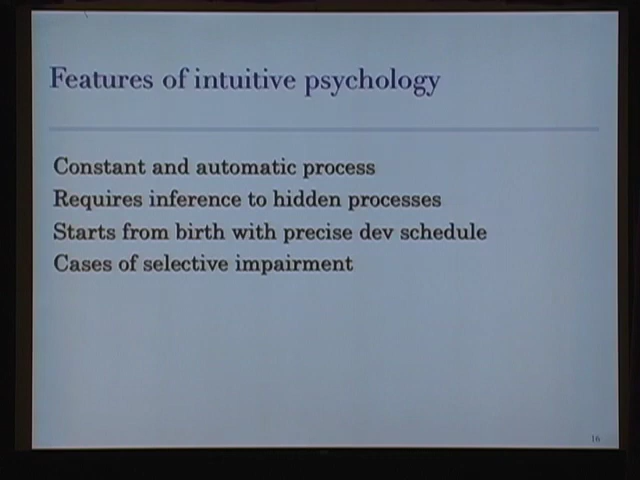 Features of intuitive psychology
Constant and automatic process
Requires inference to hidden processes
Starts from birth with precise dev schedule
Cases of selective impairment
16